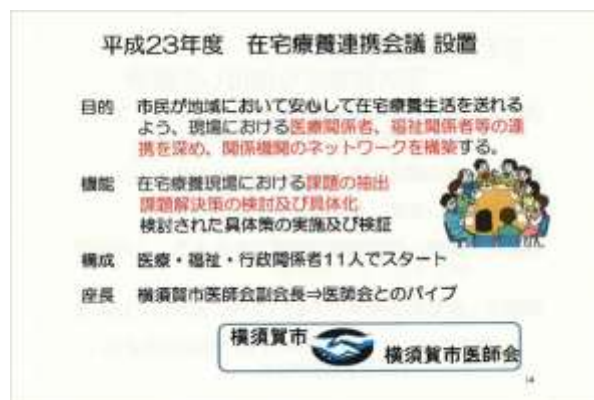 平成23年度　在宅療養連携会議 設置
目的　市民が地域において安心して在宅療養生活を送れる
よう、現場における医療関係者、福祉関係者等の連
携を深め、関係機関のネットワークを構築する。
機能　在宅療養現場における課題の抽出
課題解決策の検討及び具体化
検討された具体策の実施及び検証
構成　医療・福祉・行政関係者11人でスタート
座長　横須賀市医師会副会長⇒医師会とのパイプ
横須賀市
横須賀市医師会
14